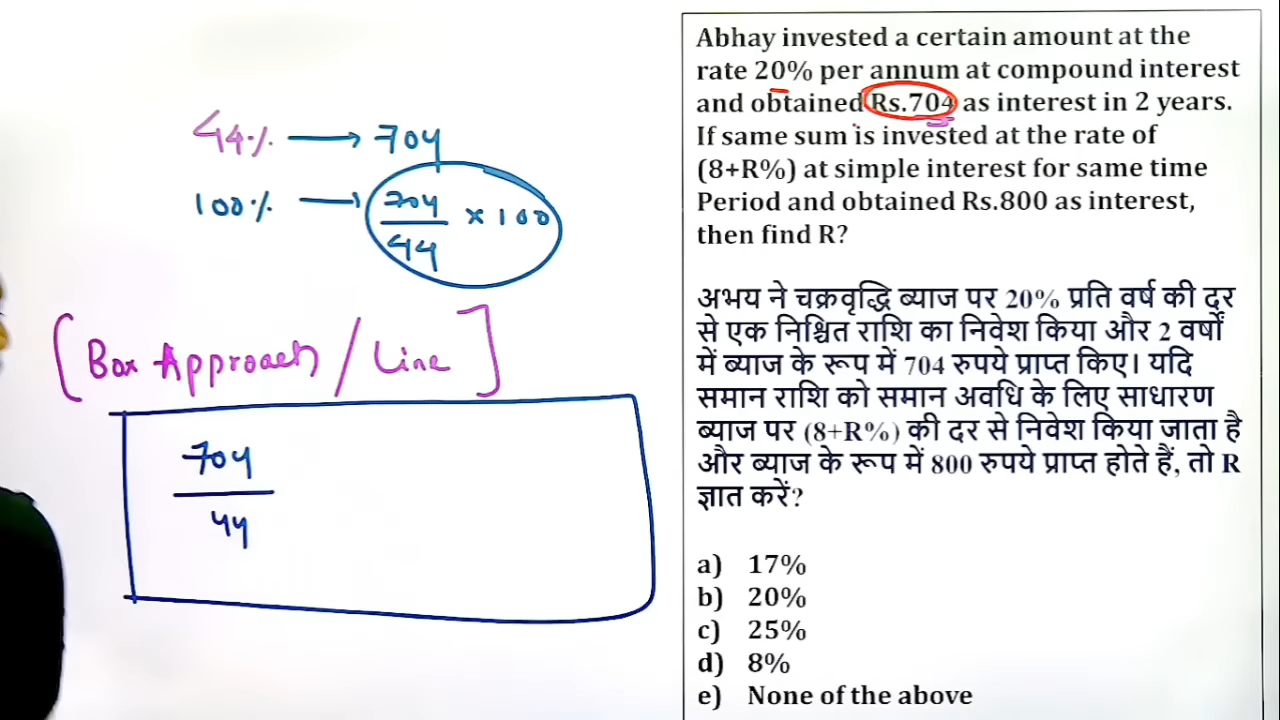 44% → 704
100% → 704/44 × 100
[Box Approach / Line]
704
44
Abhay invested a certain amount at the
rate 20% per annum at compound interest
and obtained Rs.704 as interest in 2 years.
If same sum is invested at the rate of
(8+R%) at simple interest for same time
Period and obtained Rs.800 as interest,
then find R?
अभय ने चक्रवृद्धि ब्याज पर 20% प्रति वर्ष की दर
से एक निश्चित राशि का निवेश किया और 2 वर्षों
में ब्याज के रूप में 704 रुपये प्राप्त किए। यदि
समान राशि को समान अवधि के लिए साधारण
ब्याज पर (8+R%) की दर से निवेश किया जाता है
और ब्याज के रूप में 800 रुपये प्राप्त होते हैं, तो R
ज्ञात करें?
a) 17%
b) 20%
c) 25%
d) 8%
e) None of the above